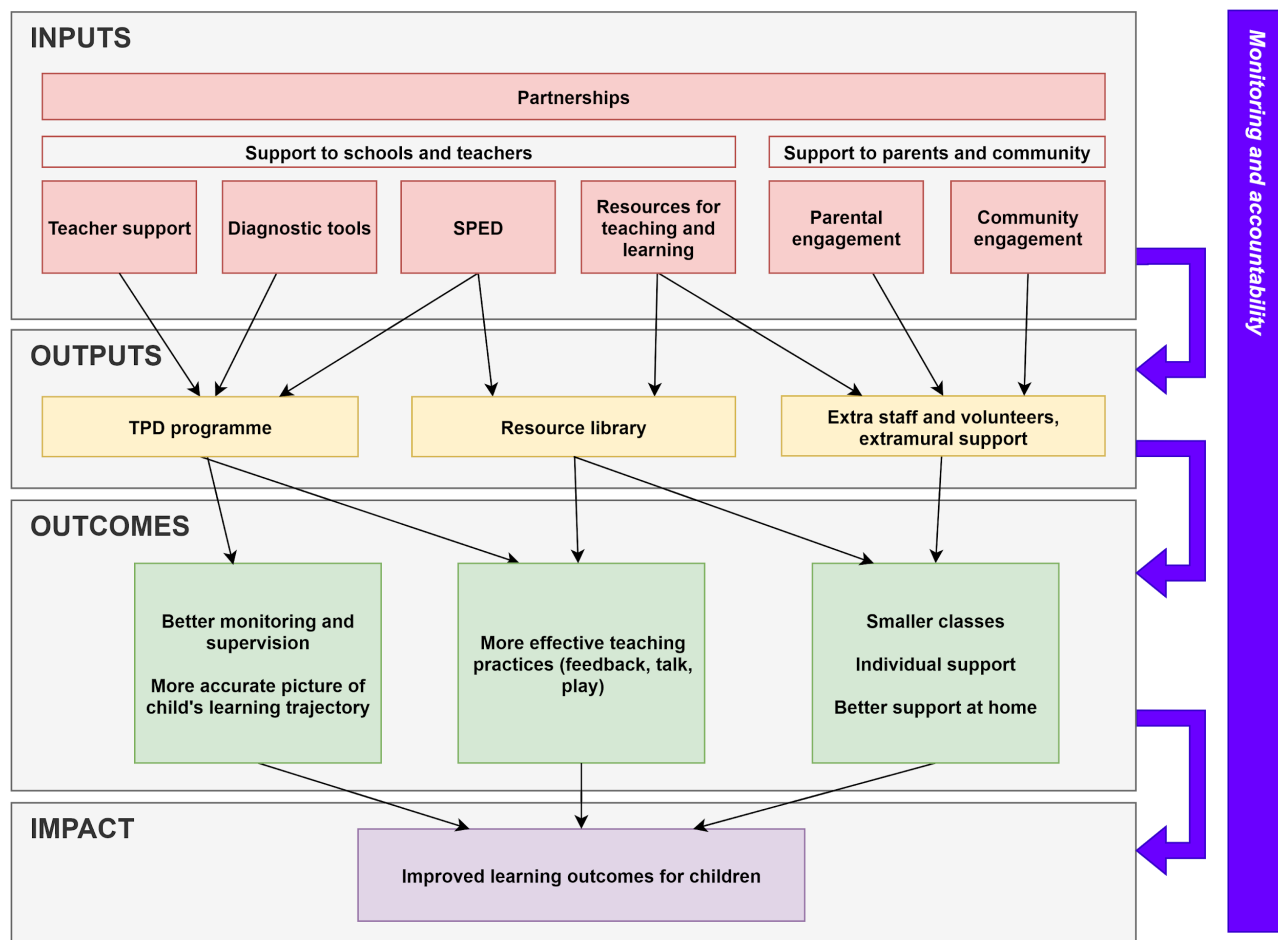 INPUTS
Partnerships
Support to schools and teachers
Support to parents and community
Teacher support
Diagnostic tools
SPED
Resources for
teaching and
learning
Parental
engagement
Community
engagement
OUTPUTS
TPD programme
Resource library
Extra staff and volunteers,
extramural support
OUTCOMES
Better monitoring and
supervision
More accurate picture of
child's learning trajectory
More effective teaching
practices (feedback, talk,
play)
Smaller classes
Individual support
Better support at home
IMPACT
Improved learning outcomes for children
Monitoring and accountability